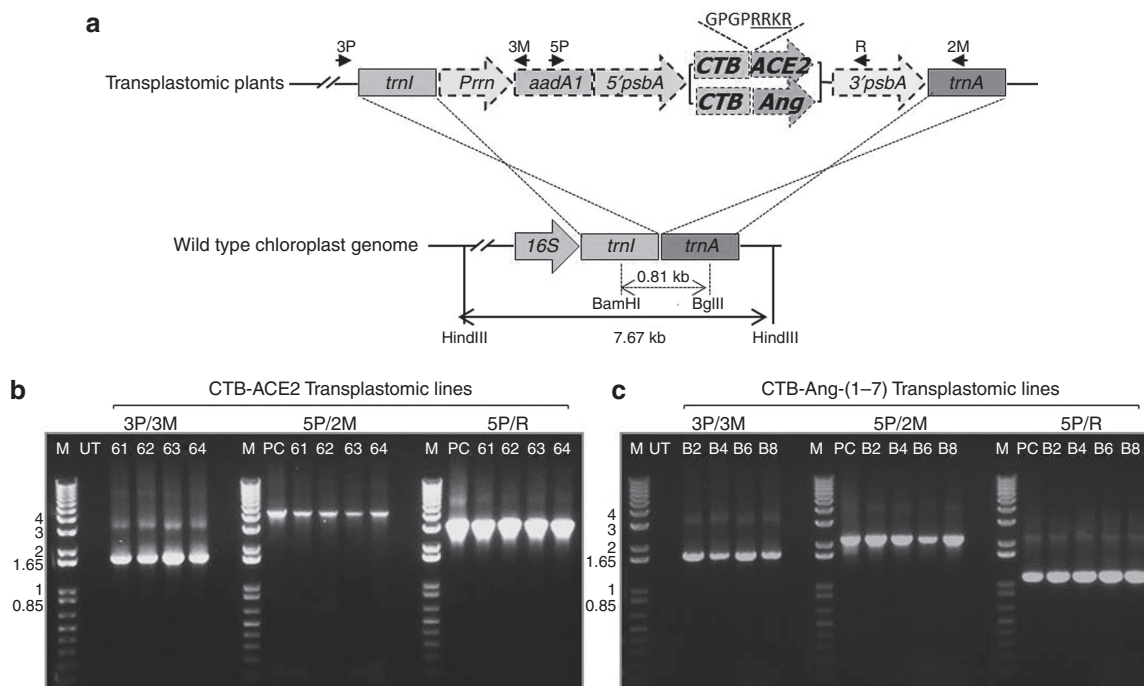 a
GPGPRRKR
3P 3M 5P R 2M
Transplastomic plants
trnI Prrn aadA1 5′psbA CTB ACE2 3′psbA trnA
CTB Ang
Wild type chloroplast genome
16S trnI trnA
0.81 kb
BamHI BglII
HindIII 7.67 kb HindIII
b
CTB-ACE2 Transplastomic lines
3P/3M 5P/2M 5P/R
M UT 61 62 63 64 M PC 61 62 63 64 M PC 61 62 63 64
4
3
2
1.65
1
0.85
c
CTB-Ang-(1–7) Transplastomic lines
3P/3M 5P/2M 5P/R
M UT B2 B4 B6 B8 M PC B2 B4 B6 B8 M PC B2 B4 B6 B8
4
3
2
1.65
1
0.85